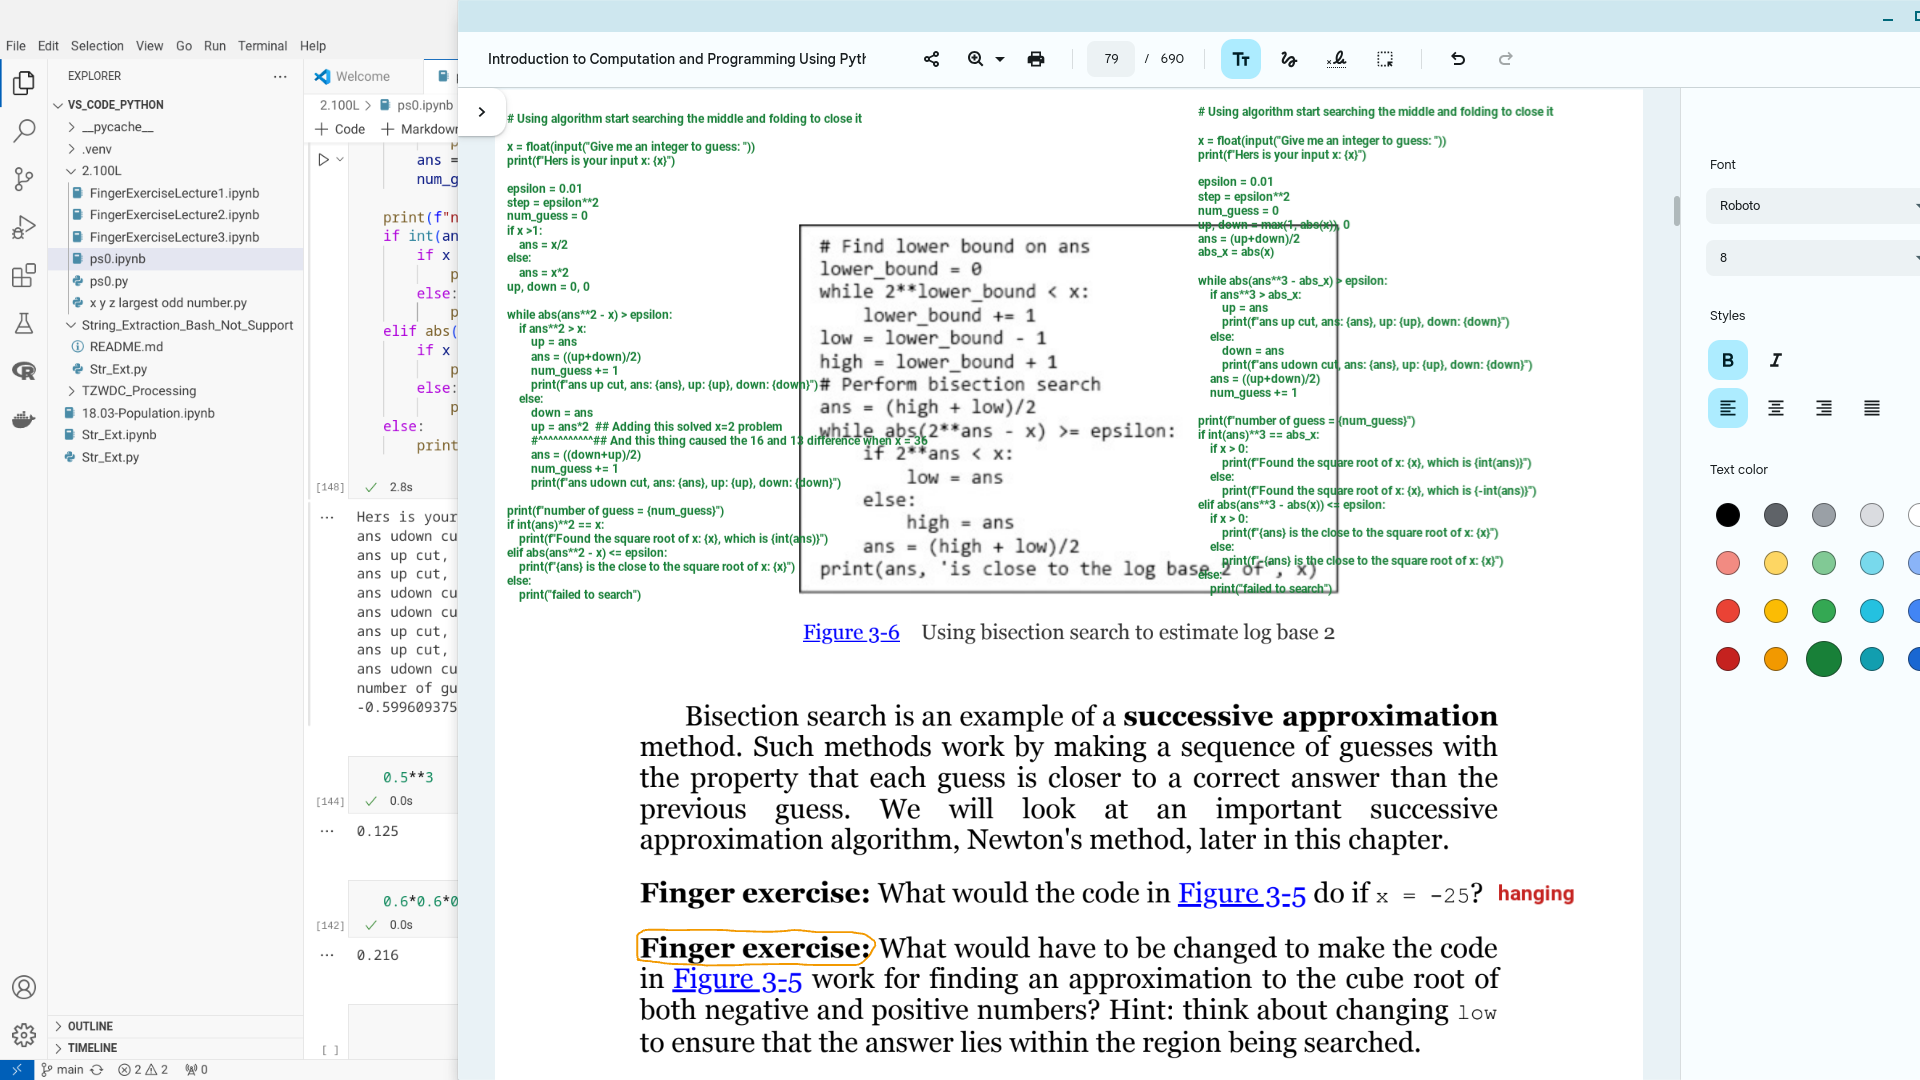 File Edit Selection View Go Run Terminal Help
EXPLORER
VS_CODE_PYTHON
__pycache__
.venv
2.100L
FingerExerciseLecture1.ipynb
FingerExerciseLecture2.ipynb
FingerExerciseLecture3.ipynb
ps0.ipynb
ps0.py
x y z largest odd number.py
String_Extraction_Bash_Not_Support
README.md
Str_Ext.py
TZWDC_Processing
18.03-Population.ipynb
Str_Ext.ipynb
Str_Ext.py
OUTLINE
TIMELINE
main 2 2 0
Welcome
2.100L > ps0.ipynb
+ Code + Markdown
ans =
num_g
print(f"n
if int(an
if x
p
else:
p
elif abs(
if x
p
else:
p
else:
print
[148] 2.8s
Hers is your
ans udown cu
ans up cut,
ans up cut,
ans udown cu
ans udown cu
ans up cut,
ans up cut,
ans udown cu
number of gu
-0.599609375
0.5**3
[144] 0.0s
0.125
0.6*0.6*0
[142] 0.0s
0.216
[ ]
Introduction to Computation and Programming Using Pyth
79 / 690
# Using algorithm start searching the middle and folding to close it
x = float(input("Give me an integer to guess: "))
print(f"Hers is your input x: {x}")
epsilon = 0.01
step = epsilon**2
num_guess = 0
if x >1:
ans = x/2
else:
ans = x*2
up, down = 0, 0
while abs(ans**2 - x) > epsilon:
if ans**2 > x:
up = ans
ans = ((up+down)/2)
num_guess += 1
print(f"ans up cut, ans: {ans}, up: {up}, down: {down}")
else:
down = ans
up = ans*2 ## Adding this solved x=2 problem
#^^^^^^^^^^^## And this thing caused the 16 and 13 difference when x = 36
ans = ((down+up)/2)
num_guess += 1
print(f"ans udown cut, ans: {ans}, up: {up}, down: {down}")
print(f"number of guess = {num_guess}")
if int(ans)**2 == x:
print(f"Found the square root of x: {x}, which is {int(ans)}")
elif abs(ans**2 - x) <= epsilon:
print(f"{ans} is the close to the square root of x: {x}")
else:
print("failed to search")
# Find lower bound on ans
lower_bound = 0
while 2**lower_bound < x:
lower_bound += 1
low = lower_bound - 1
high = lower_bound + 1
# Perform bisection search
ans = (high + low)/2
while abs(2**ans - x) >= epsilon:
if 2**ans < x:
low = ans
else:
high = ans
ans = (high + low)/2
print(ans, 'is close to the log base 2 of', x)
# Using algorithm start searching the middle and folding to close it
x = float(input("Give me an integer to guess: "))
print(f"Hers is your input x: {x}")
epsilon = 0.01
step = epsilon**2
num_guess = 0
up, down = max(1, abs(x)), 0
ans = (up+down)/2
abs_x = abs(x)
while abs(ans**3 - abs_x) > epsilon:
if ans**3 > abs_x:
up = ans
print(f"ans up cut, ans: {ans}, up: {up}, down: {down}")
else:
down = ans
print(f"ans udown cut, ans: {ans}, up: {up}, down: {down}")
ans = ((up+down)/2)
num_guess += 1
print(f"number of guess = {num_guess}")
if int(ans)**3 == abs_x:
if x > 0:
print(f"Found the square root of x: {x}, which is {int(ans)}")
else:
print(f"Found the square root of x: {x}, which is {-int(ans)}")
elif abs(ans**3 - abs(x)) <= epsilon:
if x > 0:
print(f"{ans} is the close to the square root of x: {x}")
else:
print(f"-{ans} is the close to the square root of x: {x}")
else:
print("failed to search")
Figure 3-6 Using bisection search to estimate log base 2
Bisection search is an example of a successive approximation
method. Such methods work by making a sequence of guesses with
the property that each guess is closer to a correct answer than the
previous guess. We will look at an important successive
approximation algorithm, Newton's method, later in this chapter.
Finger exercise: What would the code in Figure 3-5 do if x = -25? hanging
Finger exercise: What would have to be changed to make the code
in Figure 3-5 work for finding an approximation to the cube root of
both negative and positive numbers? Hint: think about changing low
to ensure that the answer lies within the region being searched.
Font
Roboto
8
Styles
B I
Text color